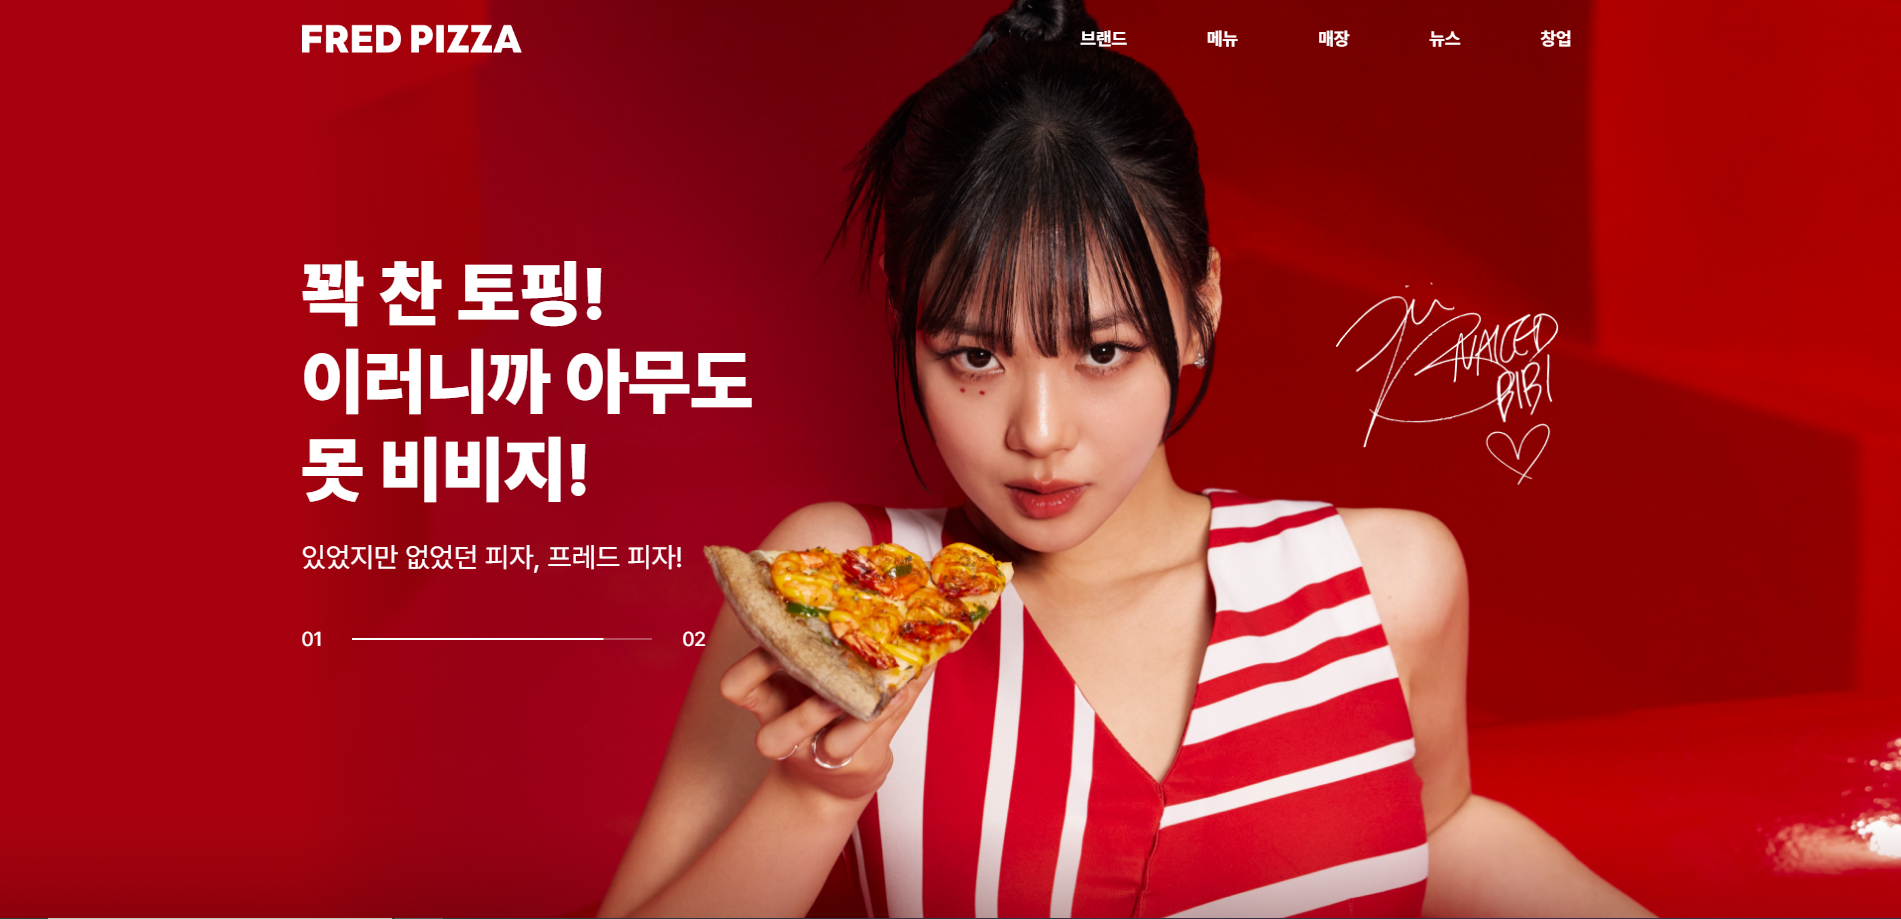 FRED PIZZA
브랜드 메뉴 매장 뉴스 창업
꽉 찬 토핑!
이러니까 아무도
못 비비지!
있었지만 없었던 피자, 프레드 피자!
01 02
NAKED
BIBI